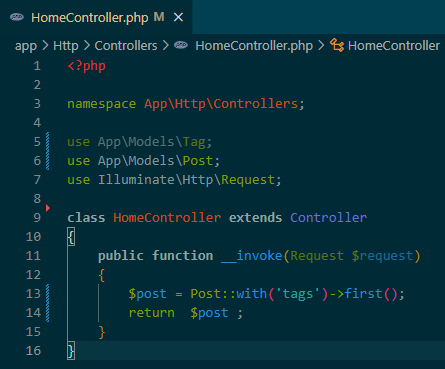 HomeController.php M ×
app > Http > Controllers > HomeController.php > HomeController
1 <?php
2
3 namespace App\Http\Controllers;
4
5 use App\Models\Tag;
6 use App\Models\Post;
7 use Illuminate\Http\Request;
8
9 class HomeController extends Controller
10 {
11     public function __invoke(Request $request)
12     {
13         $post = Post::with('tags')->first();
14         return  $post ;
15     }
16 }